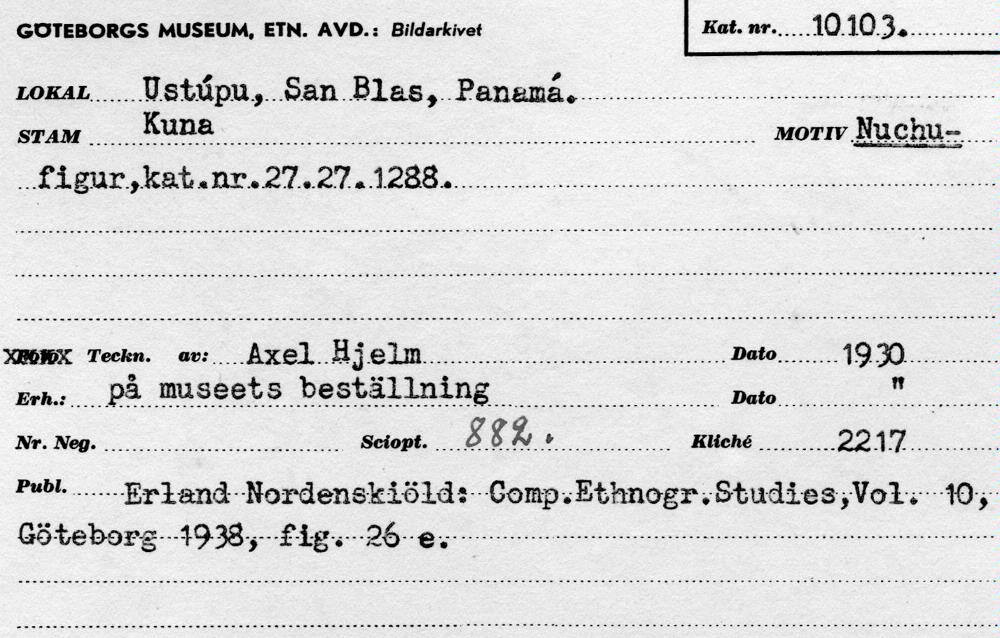 GÖTEBORGS MUSEUM, ETN. AVD.: Bildarkivet Kat. nr. 10103.
LOKAL Ustúpu, San Blas, Panamá.
STAM Kuna MOTIV Nuchu-
figur,kat.nr.27.27.1288.
Teckn. av: Axel Hjelm Dato 1930
Erh.: på museets beställning Dato "
Nr. Neg. Sciopt. 882. Kliché 2217
Publ. Erland Nordenskiöld: Comp.Ethnogr.Studies,Vol. 10,
Göteborg 1938, fig. 26 e.